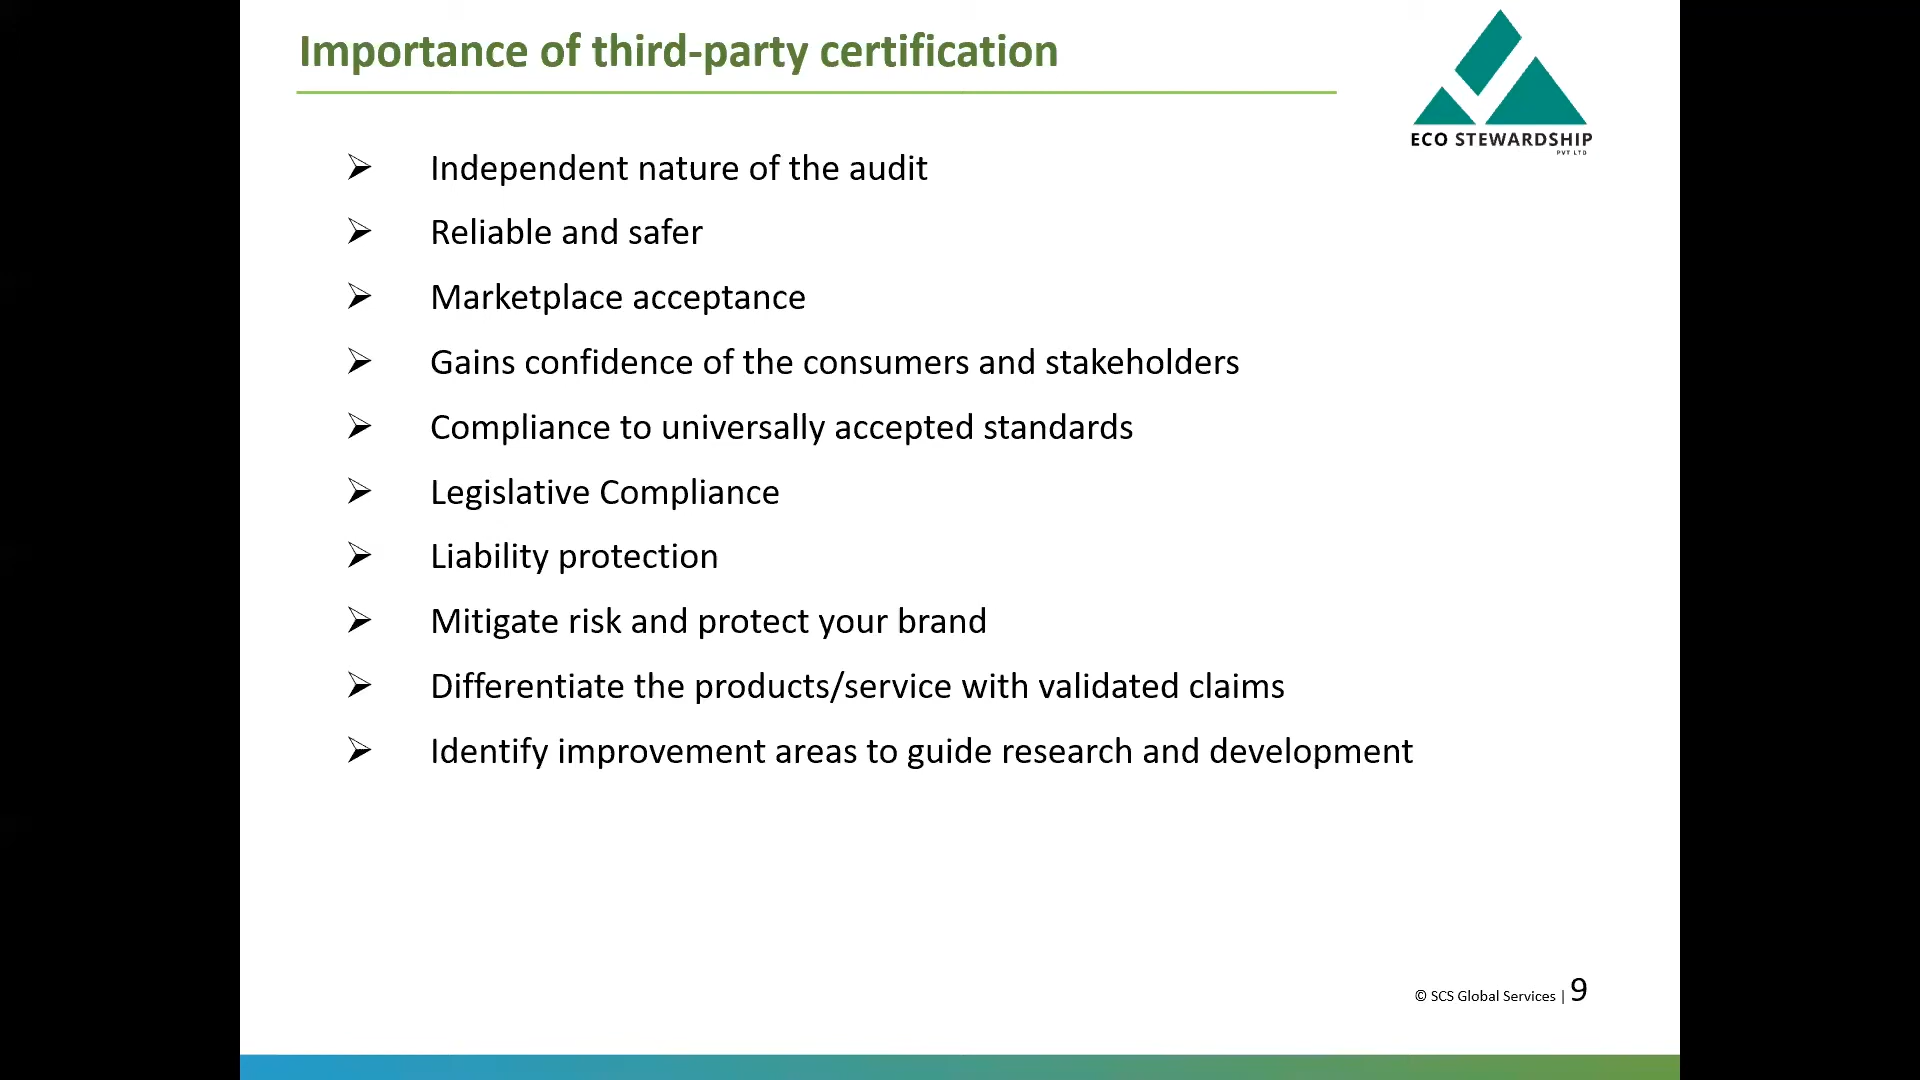 Importance of third-party certification
ECO STEWARDSHIP
PVT LTD
➢ Independent nature of the audit
➢ Reliable and safer
➢ Marketplace acceptance
➢ Gains confidence of the consumers and stakeholders
➢ Compliance to universally accepted standards
➢ Legislative Compliance
➢ Liability protection
➢ Mitigate risk and protect your brand
➢ Differentiate the products/service with validated claims
➢ Identify improvement areas to guide research and development
© SCS Global Services | 9